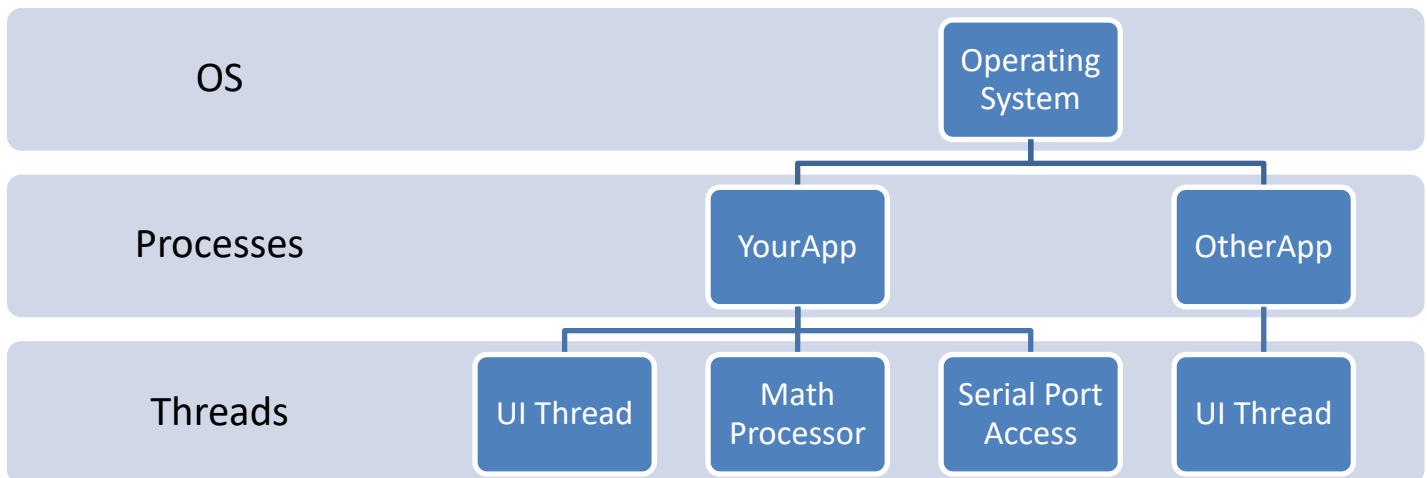 OS
Operating
System
Processes
YourApp
OtherApp
Threads
UI Thread
Math
Processor
Serial Port
Access
UI Thread